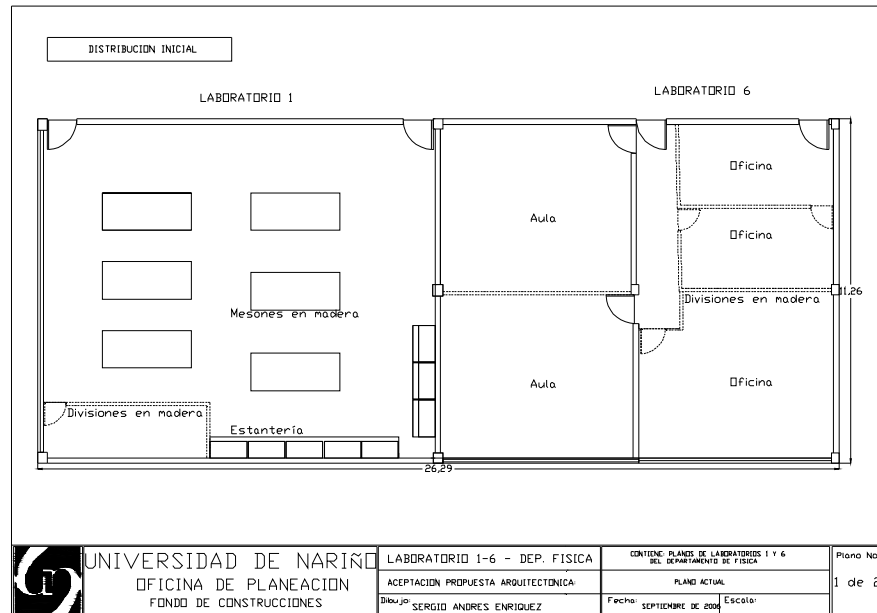 DISTRIBUCION INICIAL
LABORATORIO 1
LABORATORIO 6
Oficina
Aula
Oficina
11,26
Divisiones en madera
Mesones en madera
Aula
Oficina
Divisiones en madera
Estantería
26,29
UNIVERSIDAD DE NARIÑO
OFICINA DE PLANEACION
FONDO DE CONSTRUCCIONES
LABORATORIO 1-6 - DEP. FISICA
ACEPTACION PROPUESTA ARQUITECTONICA:
Dibujo: SERGIO ANDRES ENRIQUEZ
CONTIENE: PLANOS DE LABORATORIOS 1 Y 6
DEL DEPARTAMENTO DE FISICA
PLANO ACTUAL
Fecha: SEPTIEMBRE DE 2006
Escala:
Plano No
1 de 2